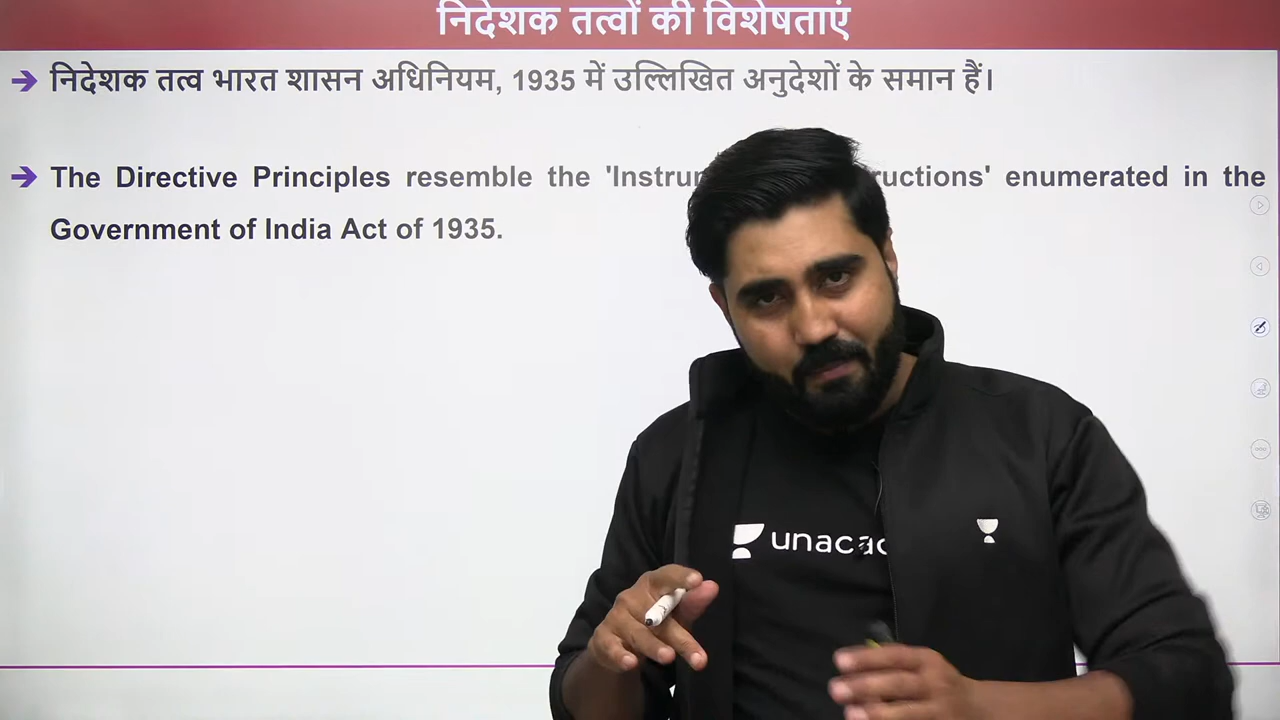 निदेशक तत्वों की विशेषताएं
निदेशक तत्व भारत शासन अधिनियम, 1935 में उल्लिखित अनुदेशों के समान हैं।
The Directive Principles resemble the 'Instru ructions' enumerated in the
Government of India Act of 1935.
unacad